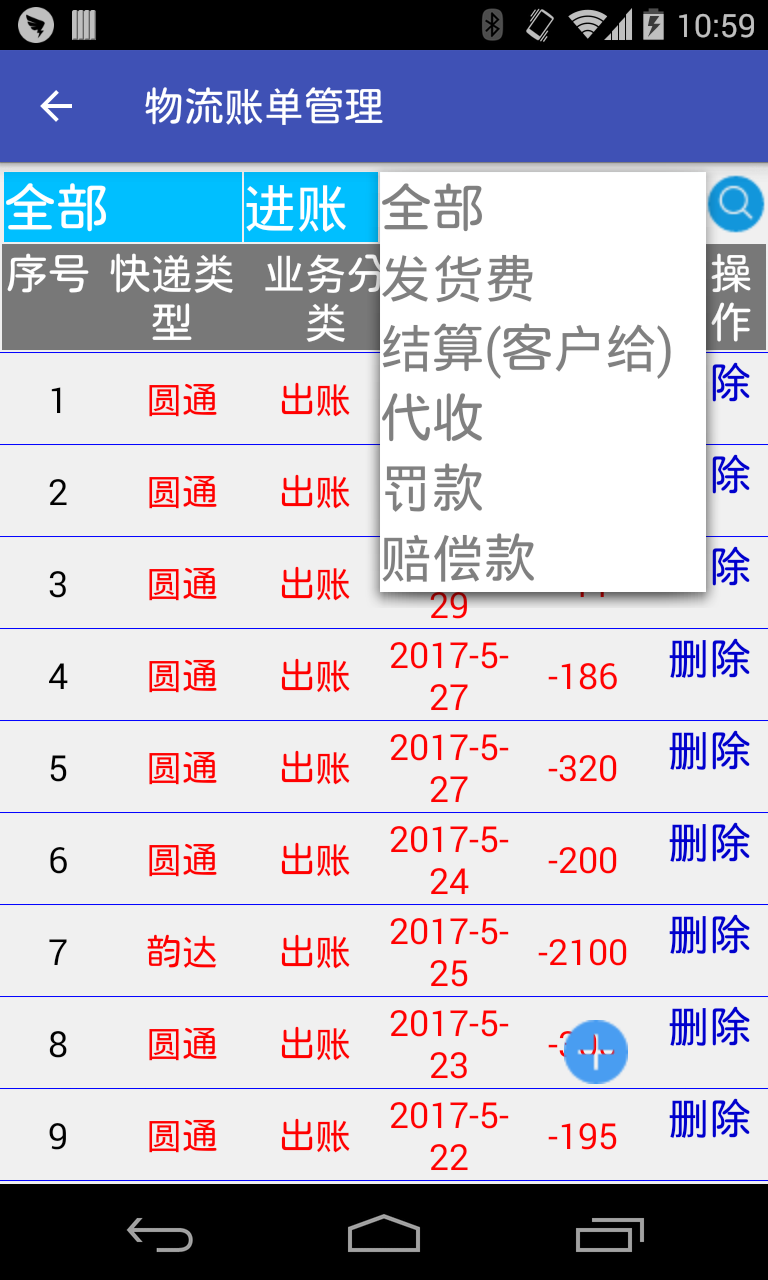 10:59
物流账单管理
全部 进账 全部
发货费
结算(客户给)
代收
罚款
赔偿款
序号 快递类 业务分 操
型 类 作
1 圆通 出账 除
2 圆通 出账 除
3 圆通 出账 除
29
4 圆通 出账 2017-5- -186 删除
27
5 圆通 出账 2017-5- -320 删除
27
6 圆通 出账 2017-5- -200 删除
24
7 韵达 出账 2017-5- -2100 删除
25
8 圆通 出账 2017-5- 删除
23
9 圆通 出账 2017-5- -195 删除
22